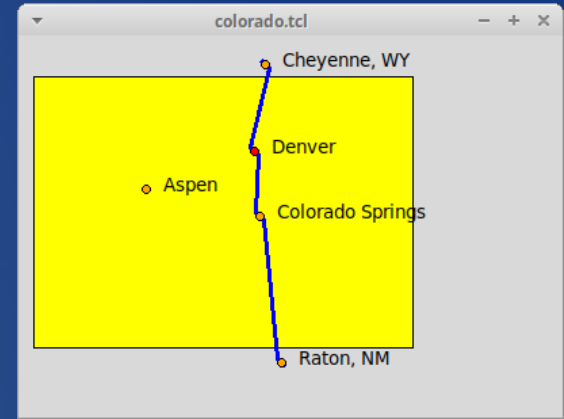 colorado.tcl
Cheyenne, WY
Denver
Aspen
Colorado Springs
Raton, NM